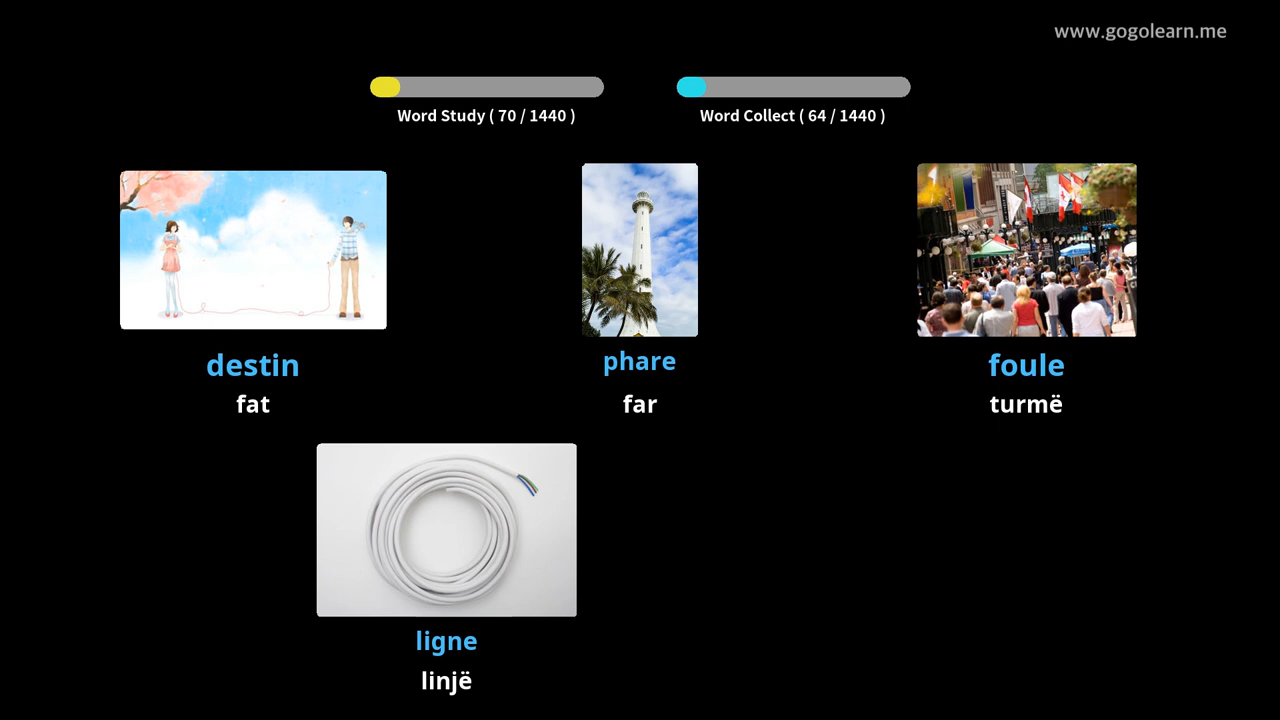 www.gogolearn.me
Word Study ( 70 / 1440 )
Word Collect ( 64 / 1440 )
destin
fat
phare
far
foule
turmë
ligne
linjë